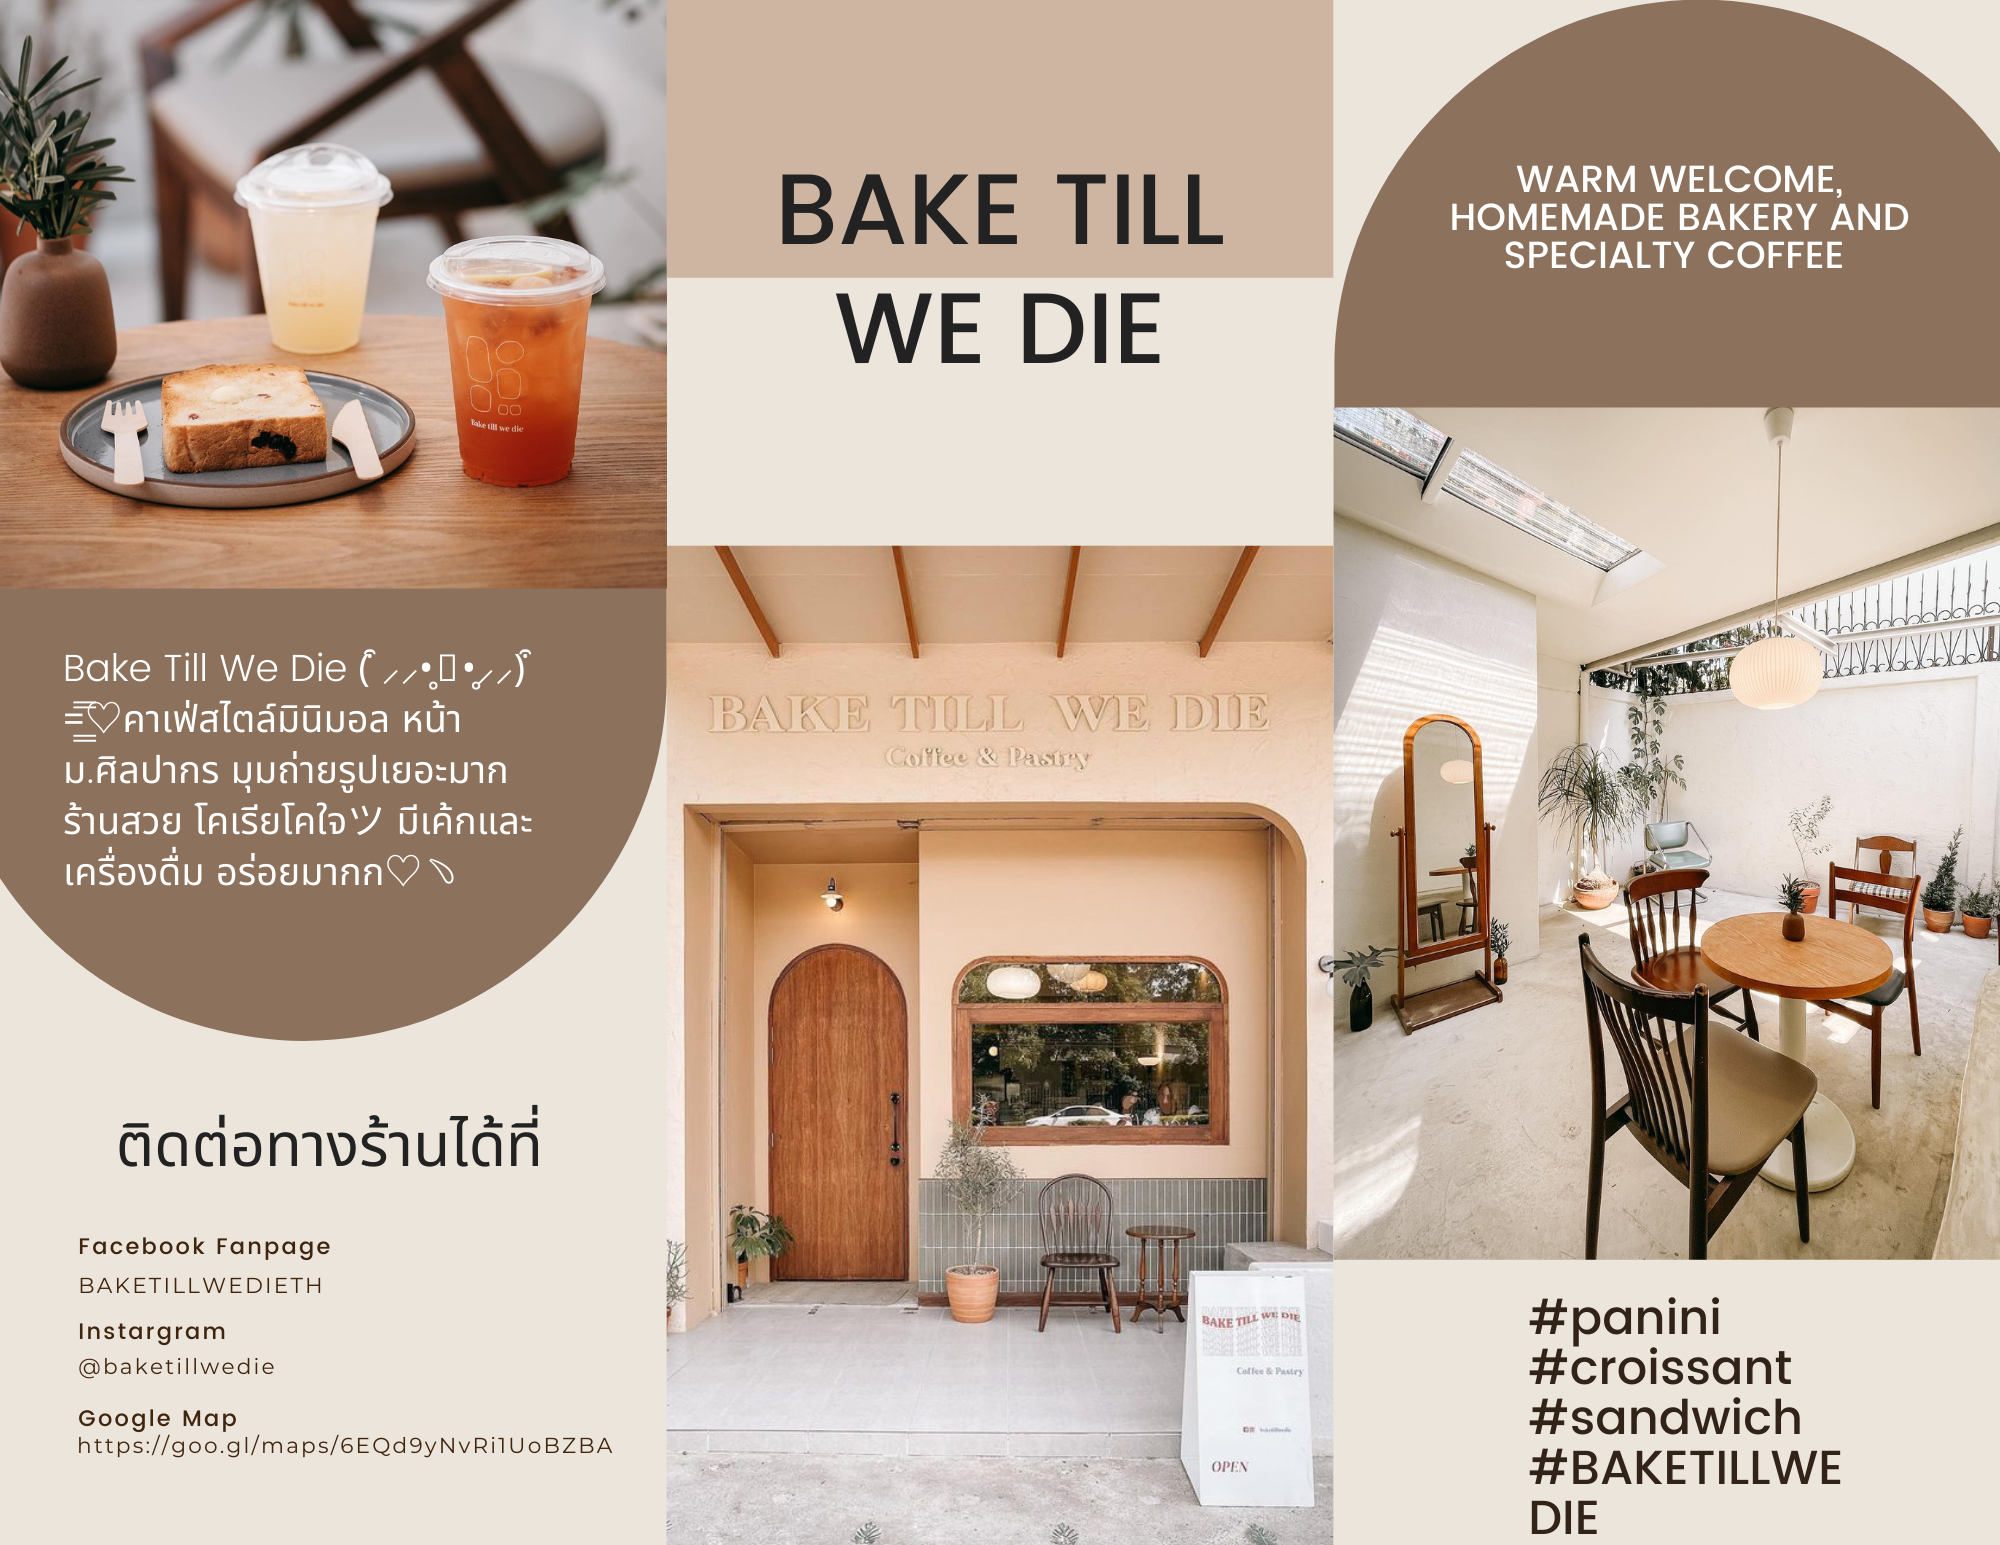 Bake till we die
Bake Till We Die
คาเฟ่สไตล์มินิมอล หน้า
ม.ศิลปากร มุมถ่ายรูปเยอะมาก
ร้านสวย โคเรียโคใจツ มีเค้กและ
เครื่องดื่ม อร่อยมากก♡
ติดต่อทางร้านได้ที่
Facebook Fanpage
BAKETILLWEDIETH
Instargram
@baketillwedie
Google Map
https://goo.gl/maps/6EQd9yNvRi1UoBZBA
BAKE TILL
WE DIE
BAKE TILL WE DIE
Coffee & Pastry
BAKE TILL WE DIE
Coffee & Pastry
OPEN
WARM WELCOME,
HOMEMADE BAKERY AND
SPECIALTY COFFEE
#panini
#croissant
#sandwich
#BAKETILLWE
DIE